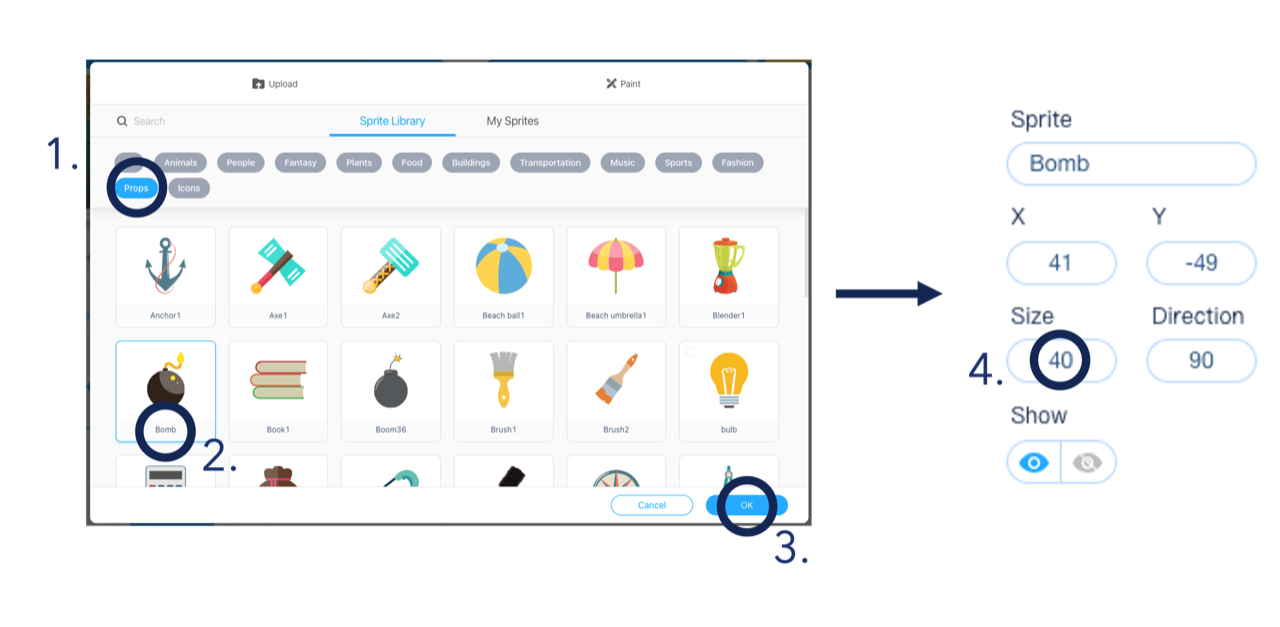 Upload
Paint
Search
Sprite Library
My Sprites
1.
Animals
People
Fantasy
Plants
Food
Buildings
Transportation
Music
Sports
Fashion
Props
Icons
Anchor1
Axe1
Axe2
Beach ball1
Beach umbrella1
Blender1
Bomb
Book1
Boom36
Brush1
Brush2
bulb
2.
Cancel
OK
3.
Sprite
Bomb
X
Y
41
-49
Size
Direction
4.
40
90
Show